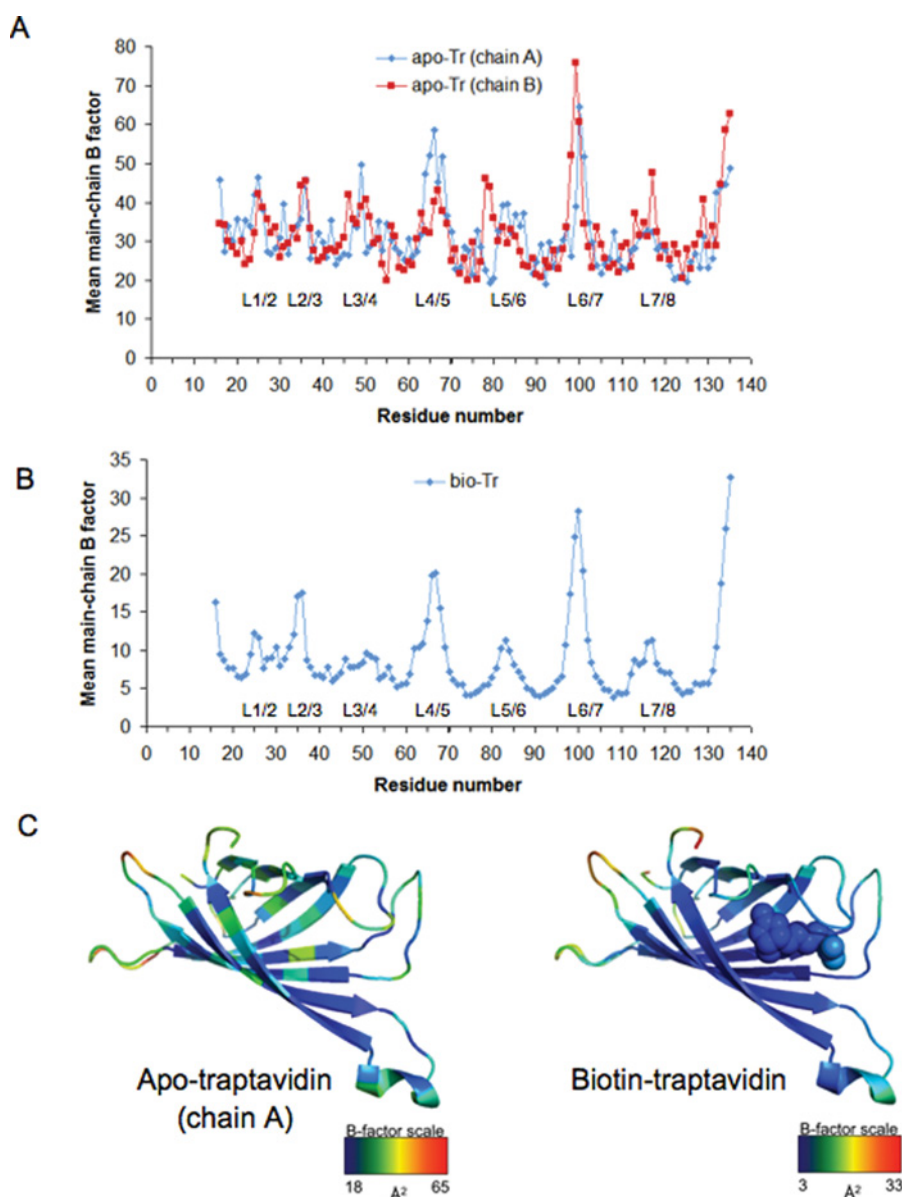 A
apo-Tr (chain A)
apo-Tr (chain B)
Mean main-chain B factor
80
70
60
50
40
30
20
10
0
L1/2 L2/3 L3/4 L4/5 L5/6 L6/7 L7/8
0 10 20 30 40 50 60 70 80 90 100 110 120 130 140
Residue number
B
bio-Tr
Mean main-chain B factor
35
30
25
20
15
10
5
0
L1/2 L2/3 L3/4 L4/5 L5/6 L6/7 L7/8
0 10 20 30 40 50 60 70 80 90 100 110 120 130 140
Residue number
C
Apo-traptavidin
(chain A)
B-factor scale
18 Å² 65
Biotin-traptavidin
B-factor scale
3 Å² 33